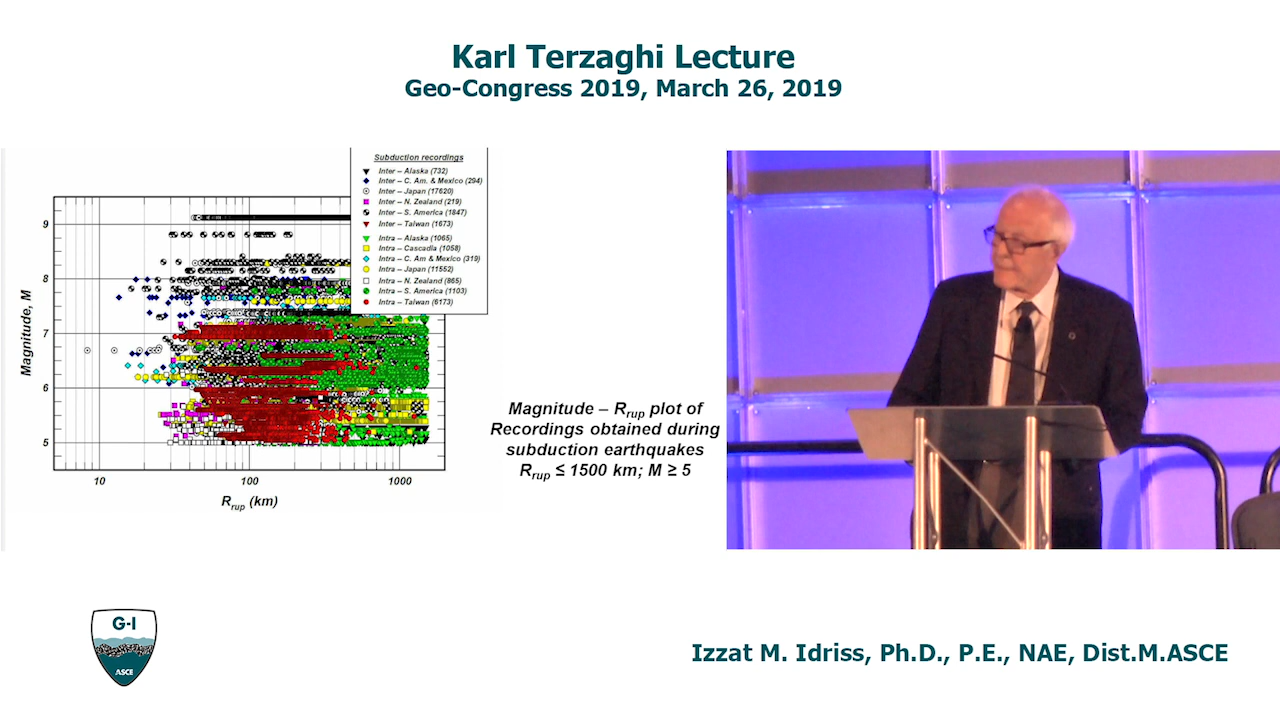 Karl Terzaghi Lecture
Geo-Congress 2019, March 26, 2019
Subduction recordings
Inter – Alaska (732)
Inter – C. Am. & Mexico (294)
Inter – Japan (17620)
Inter – N. Zealand (219)
Inter – S. America (1847)
Inter – Taiwan (1673)
Intra – Alaska (1065)
Intra – Cascadia (1058)
Intra – C. Am & Mexico (319)
Intra – Japan (11552)
Intra – N. Zealand (865)
Intra – S. America (1103)
Intra – Taiwan (6173)
Magnitude, M
9
8
7
6
5
10 100 1000
Rrup (km)
Magnitude – Rrup plot of
Recordings obtained during
subduction earthquakes
Rrup ≤ 1500 km; M ≥ 5
G-I
ASCE
Izzat M. Idriss, Ph.D., P.E., NAE, Dist.M.ASCE